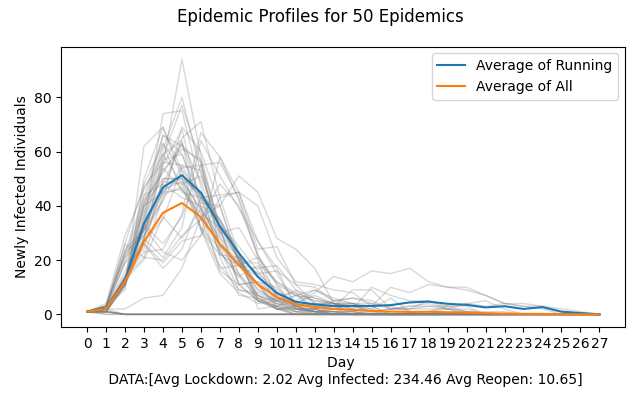 Epidemic Profiles for 50 Epidemics
Average of Running
Average of All
Newly Infected Individuals
80
60
40
20
0
0 1 2 3 4 5 6 7 8 9 10 11 12 13 14 15 16 17 18 19 20 21 22 23 24 25 26 27
Day
DATA:[Avg Lockdown: 2.02 Avg Infected: 234.46 Avg Reopen: 10.65]